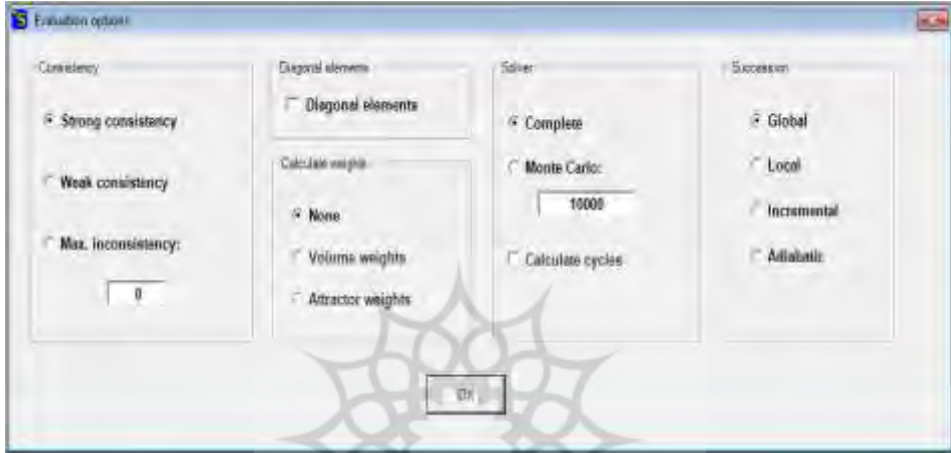 Evaluation options
Consistency
Strong consistency
Weak consistency
Max. inconsistency:
0
Diagonal elements
Diagonal elements
Calculate weights
None
Volume weights
Attractor weights
Solver
Complete
Monte Carlo:
10000
Calculate cycles
Succession
Global
Local
Incremental
Adiabatic
OK